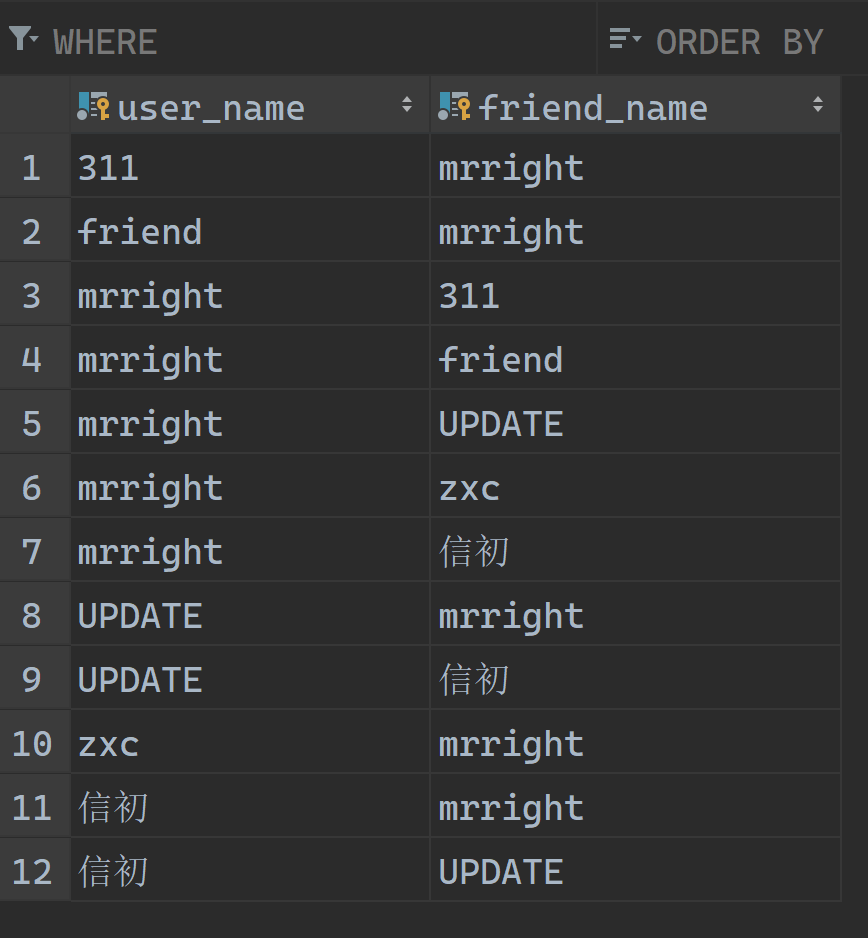 WHERE ORDER BY
user_name friend_name
1 311 mrright
2 friend mrright
3 mrright 311
4 mrright friend
5 mrright UPDATE
6 mrright zxc
7 mrright 信初
8 UPDATE mrright
9 UPDATE 信初
10 zxc mrright
11 信初 mrright
12 信初 UPDATE